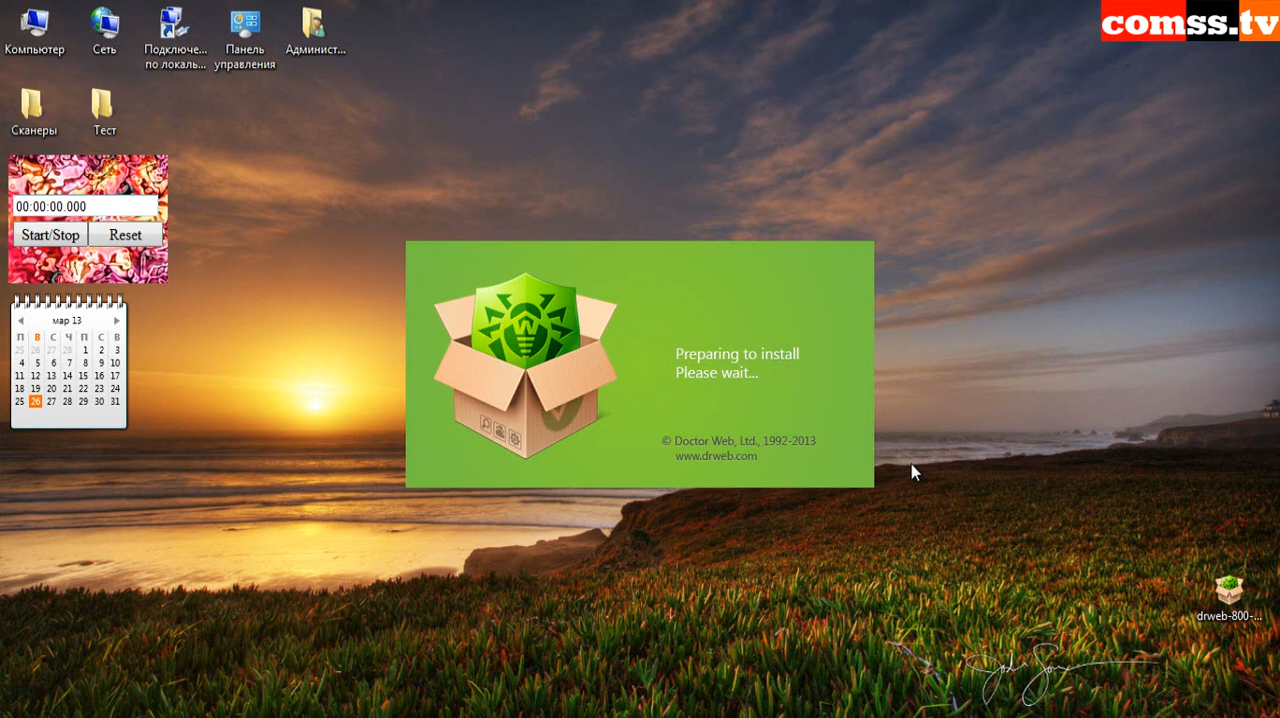 comss.tv
Компьютер
Сеть
Подключе...
по локаль...
Панель
управления
Админист...
Сканеры
Тест
00:00:00.000
Start/Stop
Reset
мар 13
П В С Ч П С В
25 26 27 28 1 2 3
4 5 6 7 8 9 10
11 12 13 14 15 16 17
18 19 20 21 22 23 24
25 26 27 28 29 30 31
W
Preparing to install
Please wait...
© Doctor Web, Ltd., 1992-2013
www.drweb.com
drweb-800-...